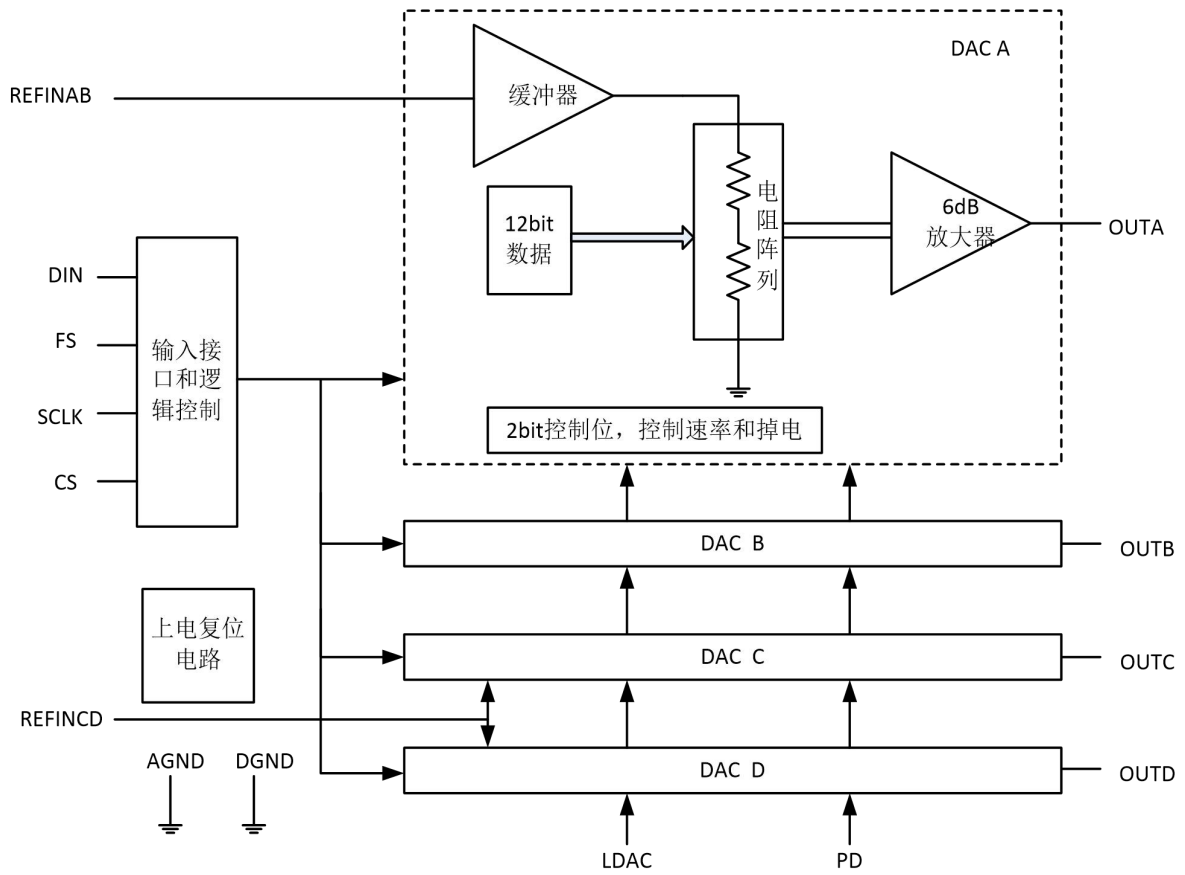 DAC A
REFINAB
缓冲器
电
阻
阵
列
12bit
数据
6dB
放大器
OUTA
DIN
FS
SCLK
CS
输入接
口和逻
辑控制
2bit控制位，控制速率和掉电
DAC B
OUTB
上电复位
电路
DAC C
OUTC
REFINCD
AGND
DGND
DAC D
OUTD
LDAC
PD